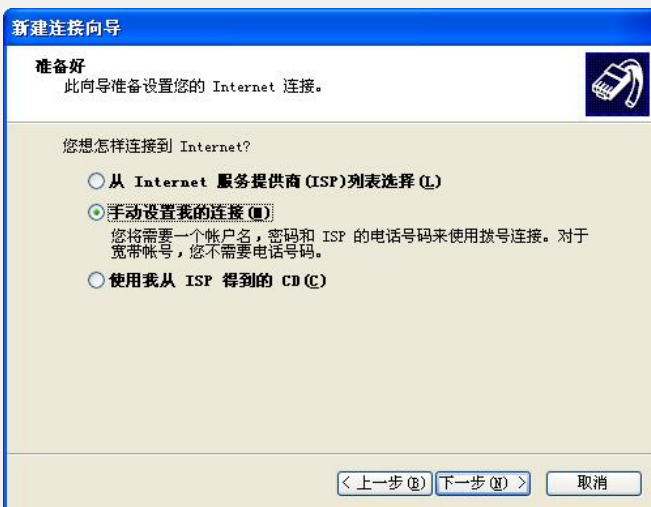 新建连接向导
准备好
此向导准备设置您的 Internet 连接。
您想怎样连接到 Internet?
从 Internet 服务提供商(ISP)列表选择(L)
手动设置我的连接(M)
您将需要一个帐户名，密码和 ISP 的电话号码来使用拨号连接。对于
宽带帐号，您不需要电话号码。
使用我从 ISP 得到的 CD(C)
< 上一步(B) 下一步(N) > 取消